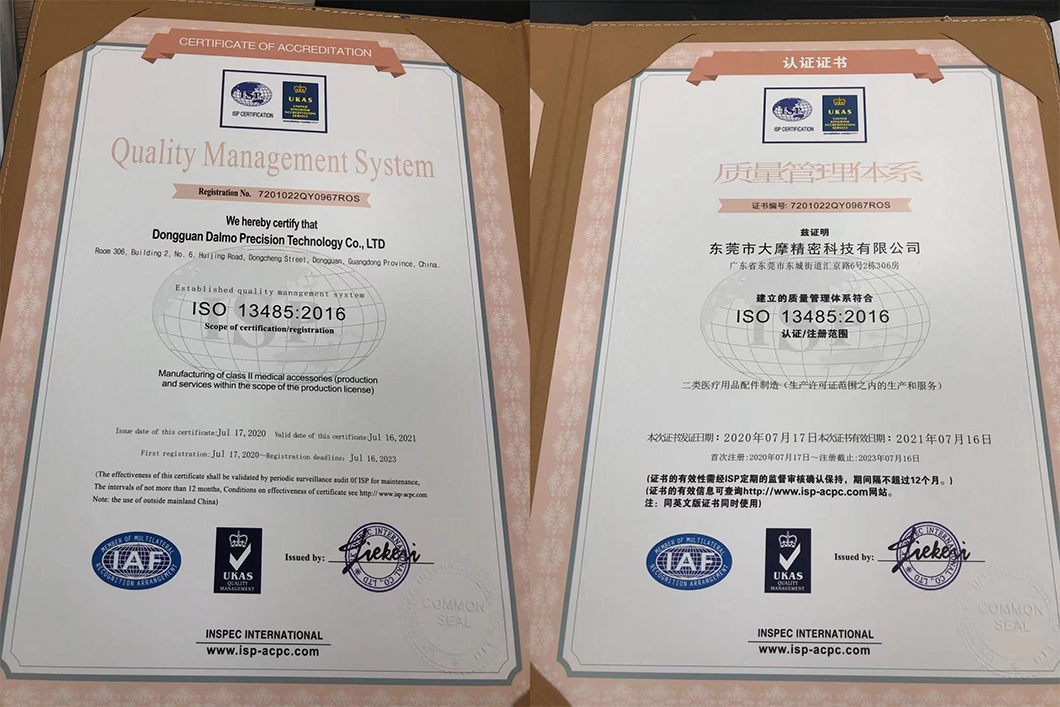 CERTIFICATE OF ACCREDITATION
ISP
ISP CERTIFICATION
UKAS
UNITED
KINGDOM
ACCREDITATION
SERVICE
Quality Management System
Registration No. 7201022QY0967ROS
We hereby certify that
Dongguan Dalmo Precision Technology Co., LTD
Room 306, Building 2, No. 6, Huijing Road, Dongcheng Street, Dongguan, Guangdong Province, China.
Established quality management system
ISO 13485:2016
Scope of certification/registration
Manufacturing of class II medical accessories (production
and services within the scope of the production license)
Issue date of this certificate:Jul 17, 2020 Valid date of this certificate:Jul 16, 2021
First registration:Jul 17, 2020~Registration deadline: Jul 16, 2023
(The effectiveness of this certificate shall be validated by periodic surveillance audit 0f ISP for maintenance,
The intervals of not more than 12 months, Conditions on effectiveness of certificate see http://www.isp-acpc.com
Note: the use of outside mainland China)
MEMBER OF MULTILATERAL
IAF
RECOGNITION ARRANGEMENT
UKAS
QUALITY
MANAGEMENT
Issued by:
COMMON
SEAL
INSPEC INTERNATIONAL
www.isp-acpc.com
认证证书
ISP
ISP CERTIFICATION
UKAS
UNITED
KINGDOM
ACCREDITATION
SERVICE
质量管理体系
证书编号: 7201022QY0967ROS
兹证明
东莞市大摩精密科技有限公司
广东省东莞市东城街道汇京路6号2栋306房
建立的质量管理体系符合
ISO 13485:2016
认证/注册范围
二类医疗用品配件制造（生产许可证范围之内的生产和服务）
本次证书发证日期：2020年07月17日本次证书有效日期：2021年07月16日
首次注册:2020年07月17日～注册截止:2023年07月16日
(证书的有效性需经ISP定期的监督审核确认保持，期间隔不超过12个月。)
(证书的有效信息可查询http://www.isp-acpc.com网站。
注：同英文版证书同时使用)
MEMBER OF MULTILATERAL
IAF
RECOGNITION ARRANGEMENT
UKAS
QUALITY
MANAGEMENT
Issued by:
COMMON
SEAL
INSPEC INTERNATIONAL
www.isp-acpc.com